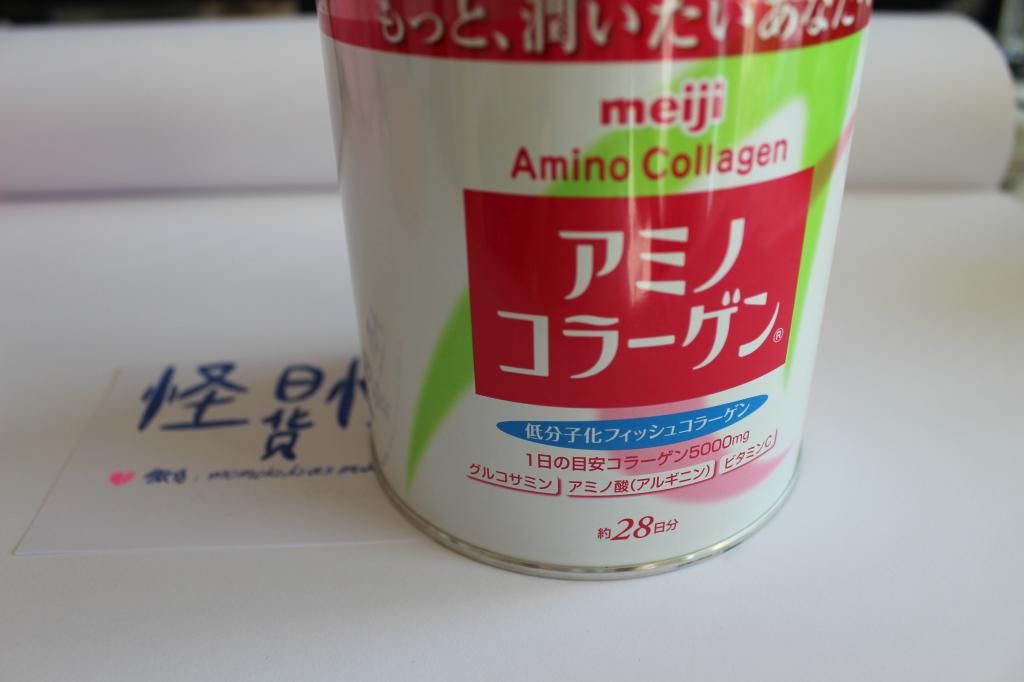 もっと、潤いたいあなた
meiji
Amino Collagen
アミノ
コラーゲン®
低分子化フィッシュコラーゲン
1日の目安コラーゲン5000mg
グルコサミン アミノ酸(アルギニン) ビタミンC
約28日分
怪
日
货